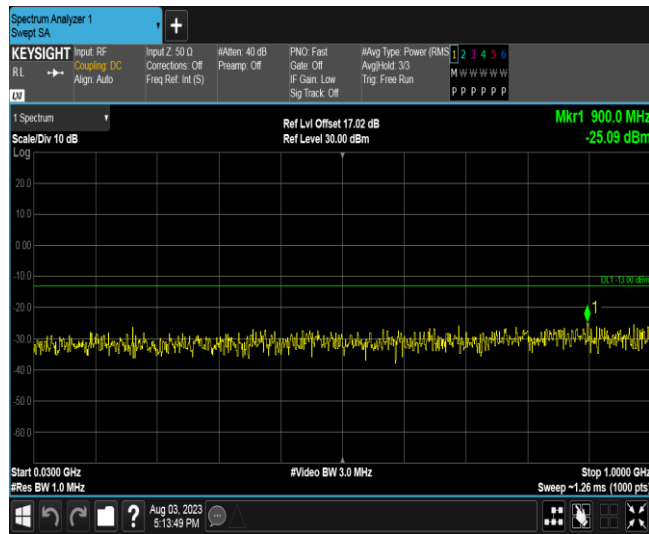 Spectrum Analyzer 1
Swept SA
KEYSIGHT
RL
LXI
Input: RF
Coupling: DC
Align: Auto
Input Z: 50 Ω
Corrections: Off
Freq Ref: Int (S)
#Atten: 40 dB
Preamp: Off
PNO: Fast
Gate: Off
IF Gain: Low
Sig Track: Off
#Avg Type: Power (RMS
Avg|Hold: 3/3
Trig: Free Run
1 2 3 4 5 6
M W W W W W
P P P P P P
1 Spectrum
Scale/Div 10 dB
Log
Ref Lvl Offset 17.02 dB
Ref Level 30.00 dBm
Mkr1 900.0 MHz
-25.09 dBm
20.0
10.0
0.00
-10.0
DL1 -13.00 dBm
-20.0
1
-30.0
-40.0
-50.0
-60.0
Start 0.0300 GHz
#Res BW 1.0 MHz
#Video BW 3.0 MHz
Stop 1.0000 GHz
Sweep ~1.26 ms (1000 pts
?
Aug 03, 2023
5:13:49 PM